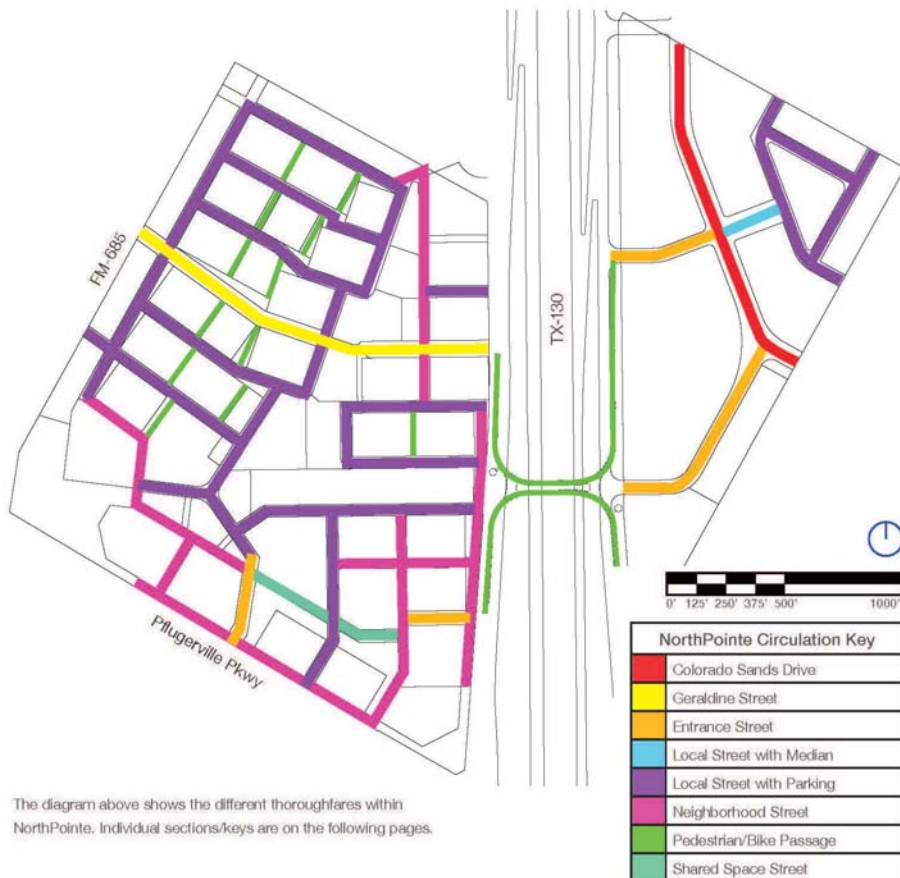 FM-685
TX-130
Pflugerville Pkwy
0' 125' 250' 375' 500' 1000'
NorthPointe Circulation Key
Colorado Sands Drive
Geraldine Street
Entrance Street
Local Street with Median
Local Street with Parking
Neighborhood Street
Pedestrian/Bike Passage
Shared Space Street
The diagram above shows the different thoroughfares within
NorthPointe. Individual sections/keys are on the following pages.